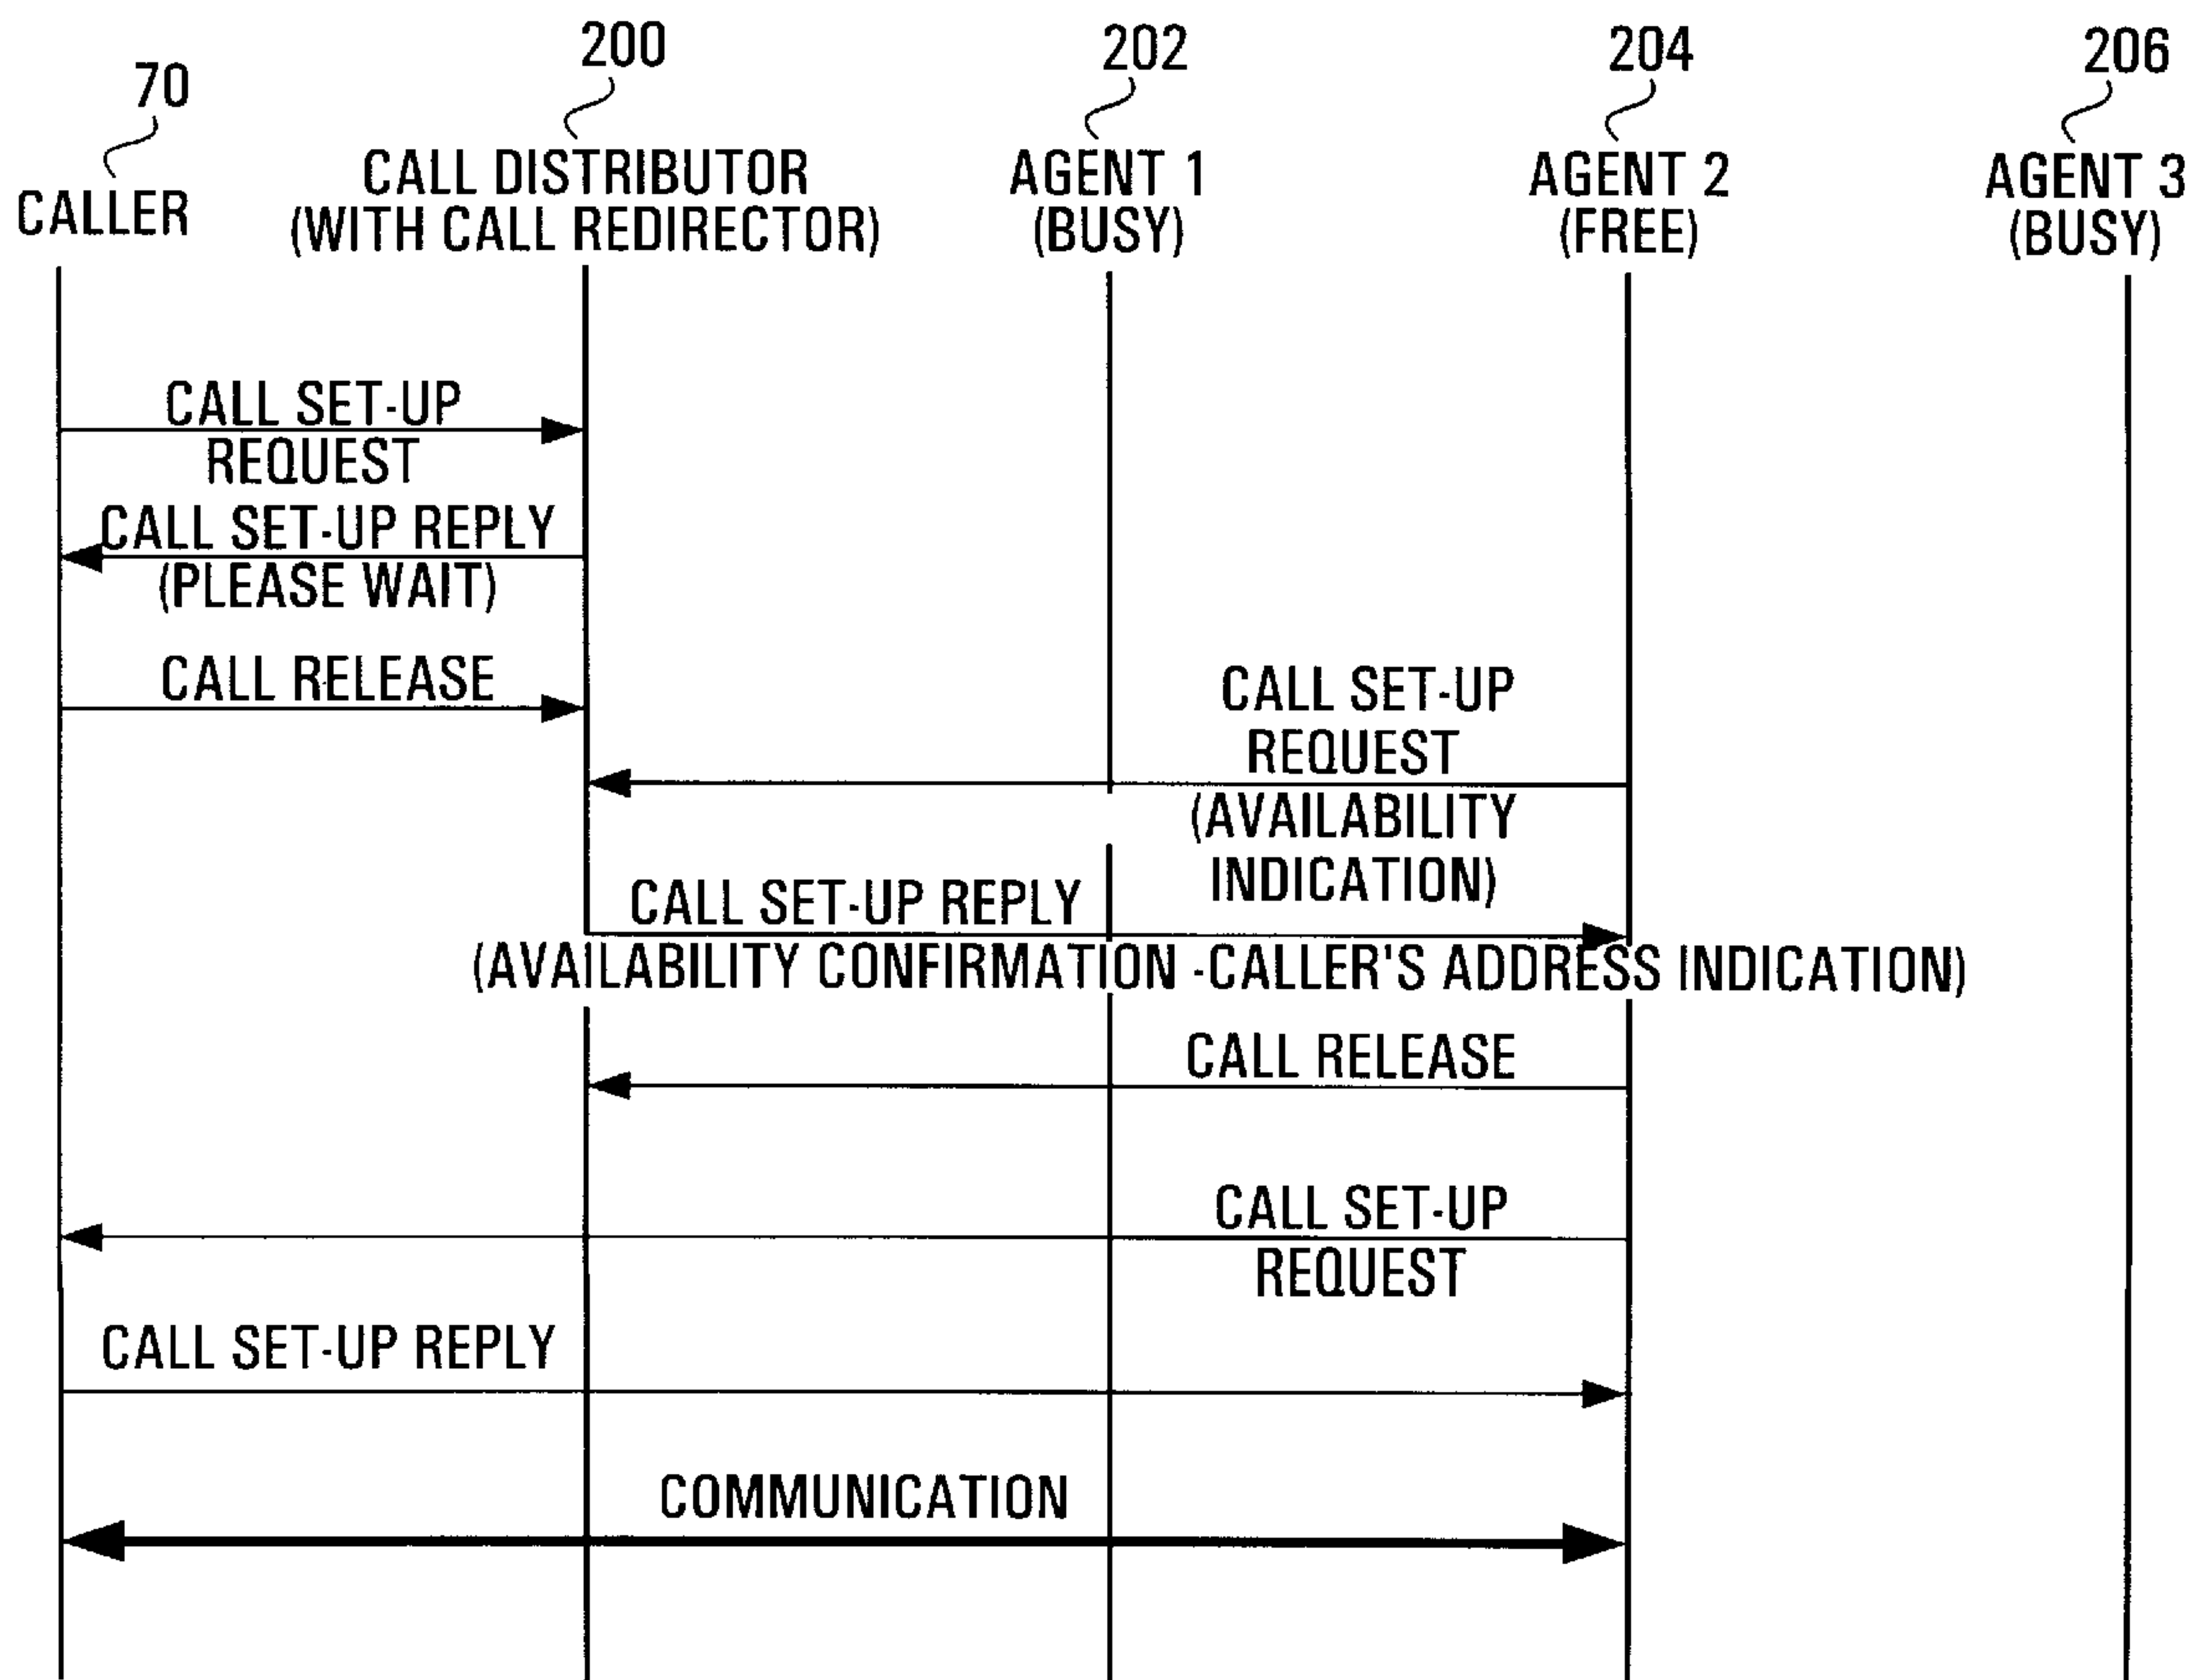 70
200
202
204
206
CALLER
CALL DISTRIBUTOR
(WITH CALL REDIRECTOR)
AGENT 1
(BUSY)
AGENT 2
(FREE)
AGENT 3
(BUSY)
CALL SET-UP
REQUEST
CALL SET-UP REPLY
(PLEASE WAIT)
CALL RELEASE
CALL SET-UP
REQUEST
(AVAILABILITY
INDICATION)
CALL SET-UP REPLY
(AVAILABILITY CONFIRMATION -CALLER'S ADDRESS INDICATION)
CALL RELEASE
CALL SET-UP
REQUEST
CALL SET-UP REPLY
COMMUNICATION